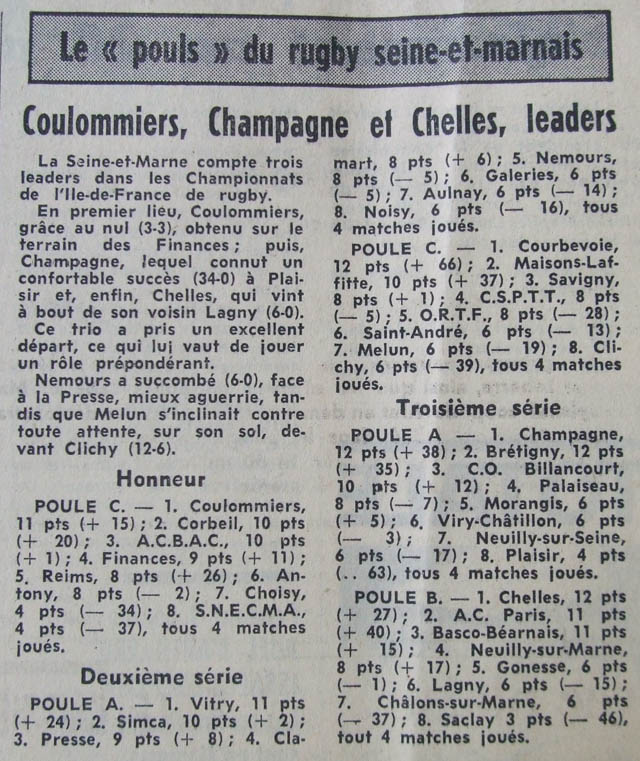 Le « pouls » du rugby seine-et-marnais
Coulommiers, Champagne et Chelles, leaders
La Seine-et-Marne compte trois
leaders dans les Championnats
de l'Ile-de-France de rugby.
En premier lieu, Coulommiers,
grâce au nul (3-3), obtenu sur le
terrain des Finances ; puis,
Champagne, lequel connut un
confortable succès (34-0) à Plai-
sir et, enfin, Chelles, qui vint
à bout de son voisin Lagny (6-0).
Ce trio a pris un excellent
départ, ce qui lui vaut de jouer
un rôle prépondérant.
Nemours a succombé (6-0), face
à la Presse, mieux aguerrie, tan-
dis que Melun s'inclinait contre
toute attente, sur son sol, de-
vant Clichy (12-6).
Honneur
POULE C. — 1. Coulommiers,
11 pts (+ 15) ; 2. Corbeil, 10 pts
(+ 20) ; 3. A.C.B.A.C., 10 pts
(+ 1) ; 4. Finances, 9 pts (+ 11) ;
5. Reims, 8 pts (+ 26) ; 6. An-
tony, 8 pts (— 2) ; 7. Choisy,
4 pts (— 34) ; 8. S.N.E.C.M.A.,
4 pts (— 37), tous 4 matches
joués.
Deuxième série
POULE A. — 1. Vitry, 11 pts
(+ 24) ; 2. Simca, 10 pts (+ 2) ;
3. Presse, 9 pts (+ 8) ; 4. Cla-
mart, 8 pts (+ 6) ; 5. Nemours,
8 pts (— 5) ; 6. Galeries, 6 pts
(— 5) ; 7. Aulnay, 6 pts (— 14) ;
8. Noisy, 6 pts (— 16), tous
4 matches joués.
POULE C. — 1. Courbevoie,
12 pts (+ 66) ; 2. Maisons-Laf-
fitte, 10 pts (+ 37) ; 3. Savigny,
8 pts (+ 1) ; 4. C.S.P.T.T., 8 pts
(— 5) ; 5. O.R.T.F., 8 pts (— 28) ;
6. Saint-André, 6 pts (— 13) ;
7. Melun, 6 pts (— 19) ; 8. Cli-
chy, 6 pts (— 39), tous 4 matches
joués.
Troisième série
POULE A — 1. Champagne,
12 pts (+ 38) ; 2. Brétigny, 12 pts
(+ 35) ; 3. C.O. Billancourt,
10 pts (+ 12) ; 4. Palaiseau,
8 pts (— 7) ; 5. Morangis, 6 pts
(+ 5) ; 6. Viry-Châtillon, 6 pts
(— 3) ; 7. Neuilly-sur-Seine,
6 pts (— 17) ; 8. Plaisir, 4 pts
(.. 63), tous 4 matches joués.
POULE B. — 1. Chelles, 12 pts
(+ 27) ; 2. A.C. Paris, 11 pts
(+ 40) ; 3. Basco-Béarnais, 11 pts
(+ 15) ; 4. Neuilly-sur-Marne,
8 pts (+ 17) ; 5. Gonesse, 6 pts
(— 1) ; 6. Lagny, 6 pts (— 15) ;
7. Châlons-sur-Marne, 6 pts
(— 37) ; 8. Saclay 3 pts (— 46),
tout 4 matches joués.